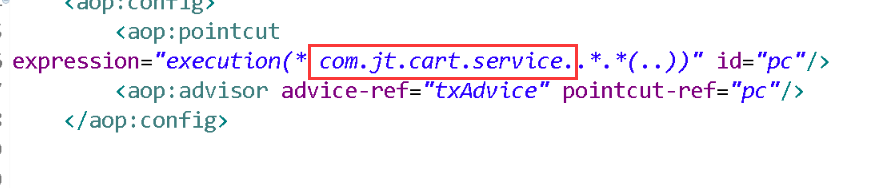 <aop:config>
<aop:pointcut
expression="execution(* com.jt.cart.service..*.*(..))" id="pc"/>
<aop:advisor advice-ref="txAdvice" pointcut-ref="pc"/>
</aop:config>